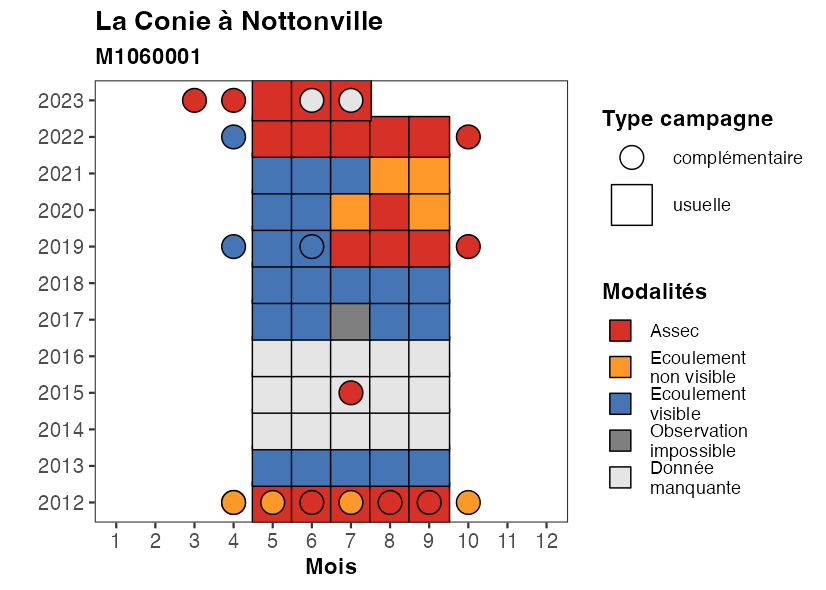 La Conie à Nottonville
M1060001
2023
2022
2021
2020
2019
2018
2017
2016
2015
2014
2013
2012
1 2 3 4 5 6 7 8 9 10 11 12
Mois
Type campagne
complémentaire
usuelle
Modalités
Assec
Ecoulement
non visible
Ecoulement
visible
Observation
impossible
Donnée
manquante